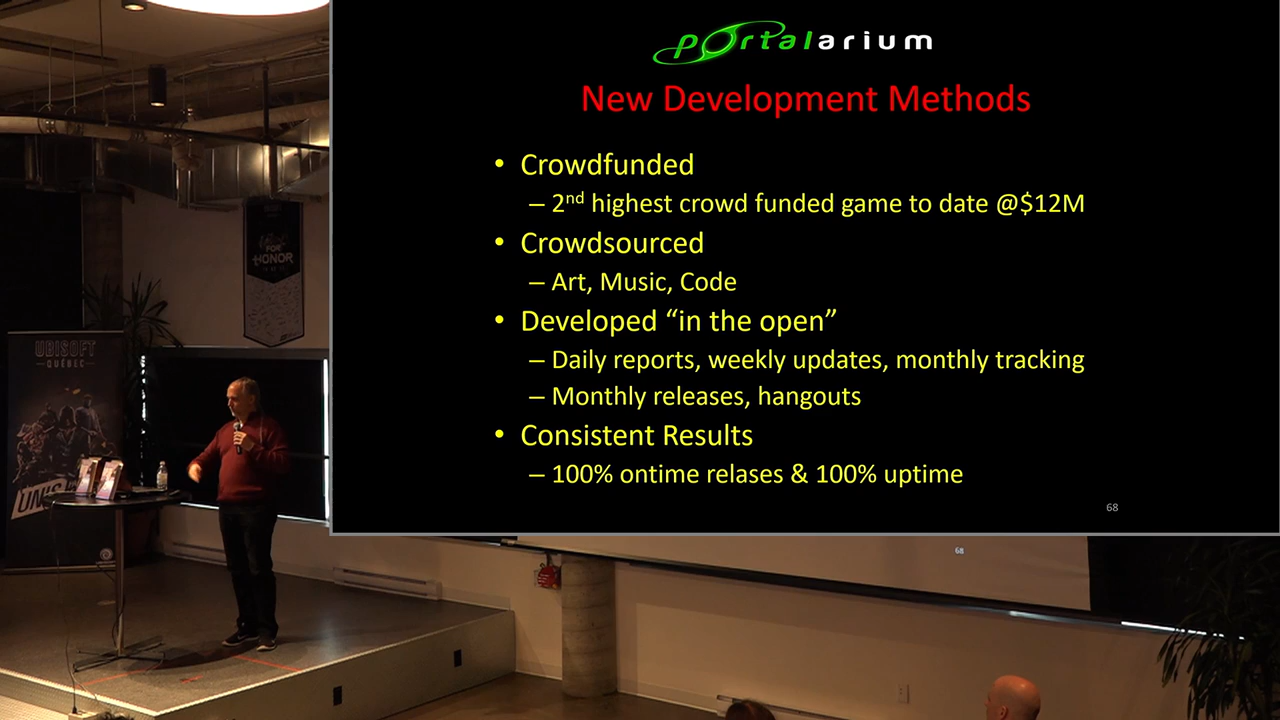 portalarium
New Development Methods
• Crowdfunded
– 2nd highest crowd funded game to date @$12M
• Crowdsourced
– Art, Music, Code
• Developed “in the open”
– Daily reports, weekly updates, monthly tracking
– Monthly releases, hangouts
• Consistent Results
– 100% ontime relases & 100% uptime
68
68
FOR
HONOR
UBISOFT
QUÉBEC